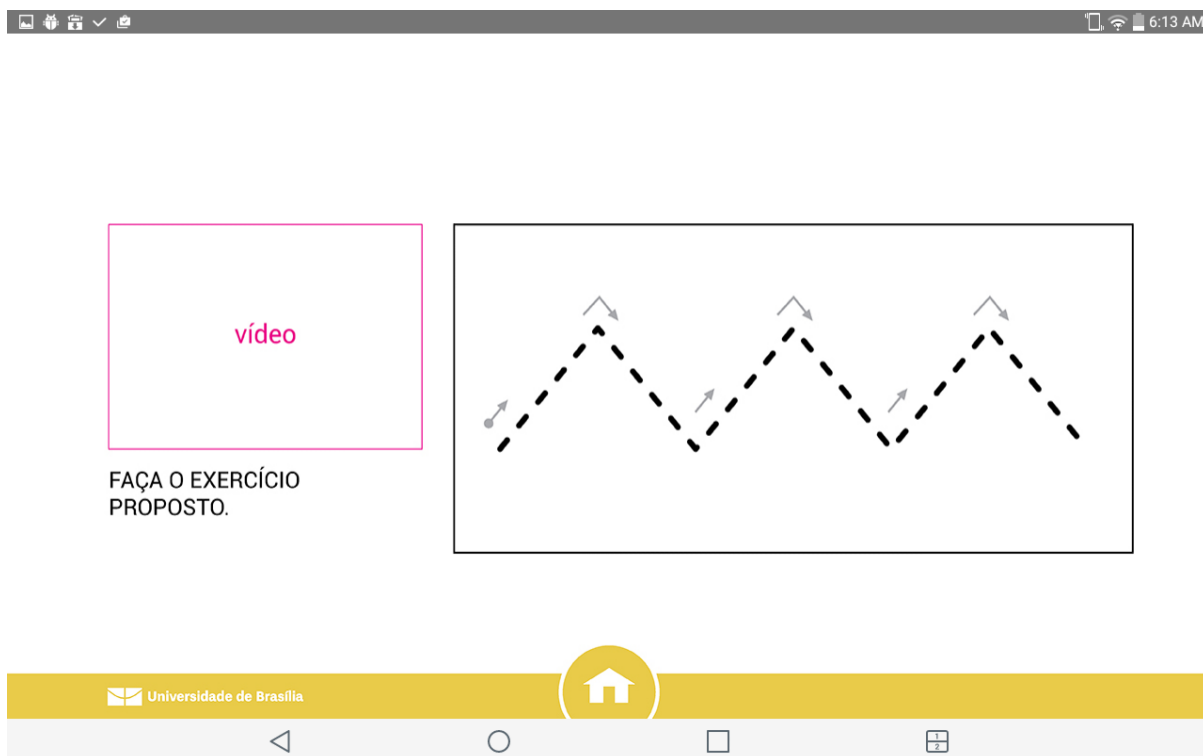 6:13 AM
vídeo
FAÇA O EXERCÍCIO
PROPOSTO.
Universidade de Brasília
1
2